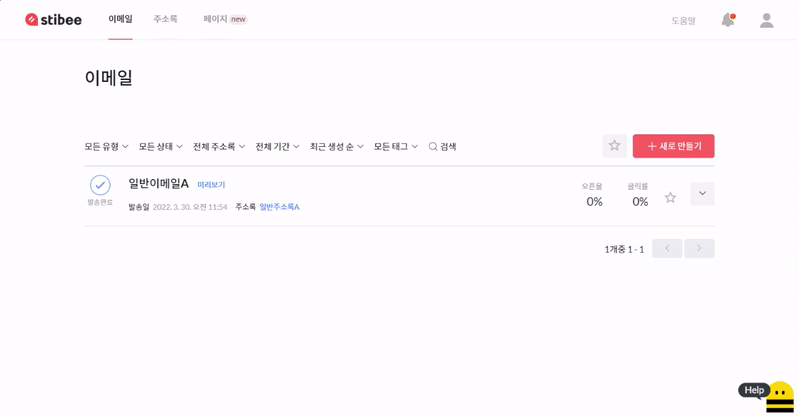 stibee 이메일 주소록 페이지 new 도움말
이메일
모든 유형 모든 상태 전체 주소록 전체 기간 최근 생성 순 모든 태그 검색 새로 만들기
일반이메일A 미리보기 오픈율 클릭률
발송완료 발송일 2022. 3. 30. 오전 11:54 주소록 일반주소록A 0% 0%
1개중 1 - 1
Help